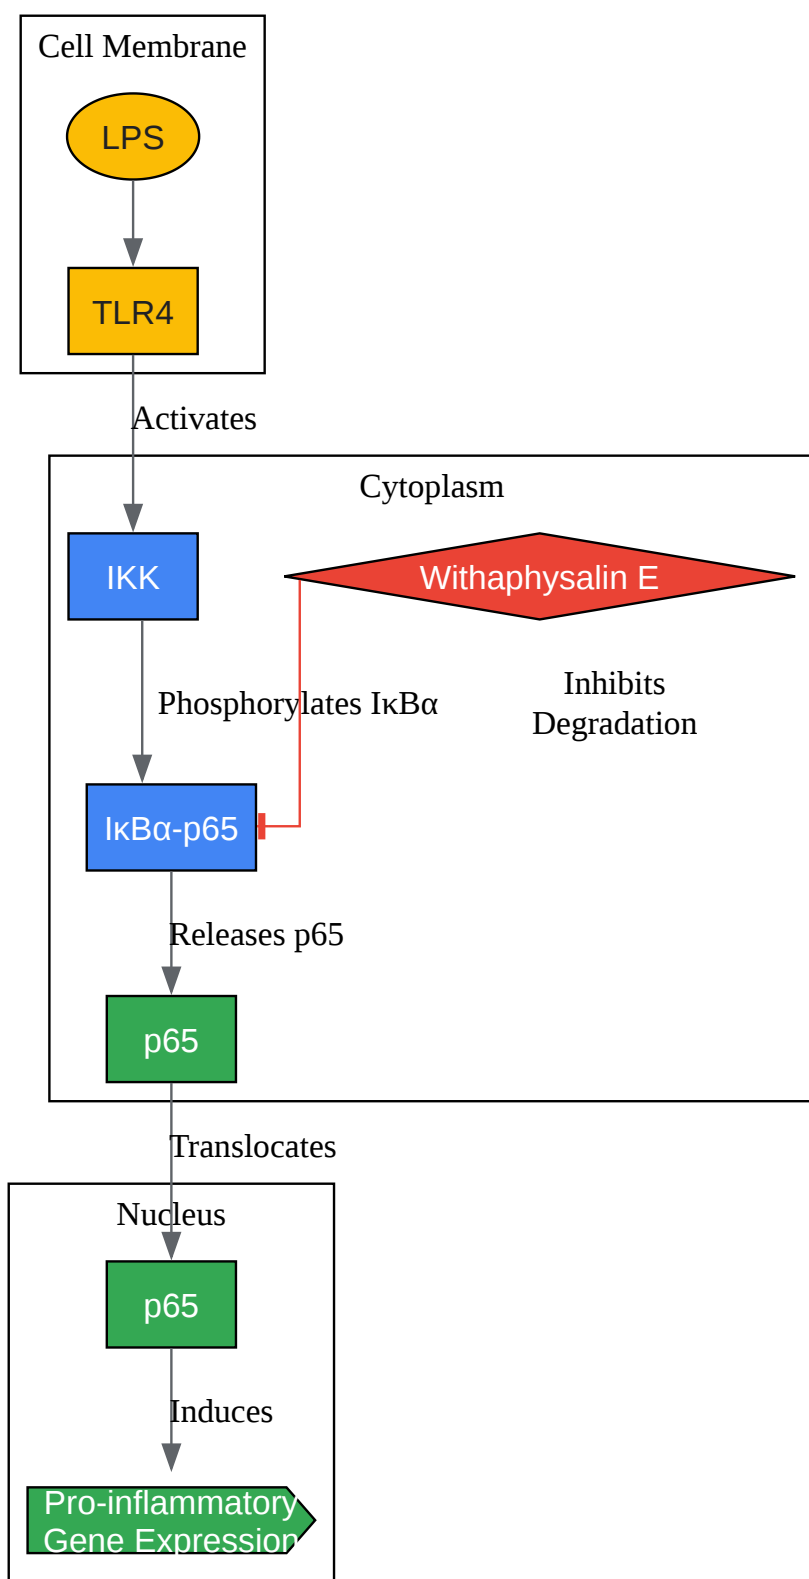 Cell Membrane
LPS
TLR4
Activates
Cytoplasm
IKK
Withaphysalin E
Phosphorylates IκBα
Inhibits
Degradation
IκBα-p65
Releases p65
p65
Translocates
Nucleus
p65
Induces
Pro-inflammatory
Gene Expression